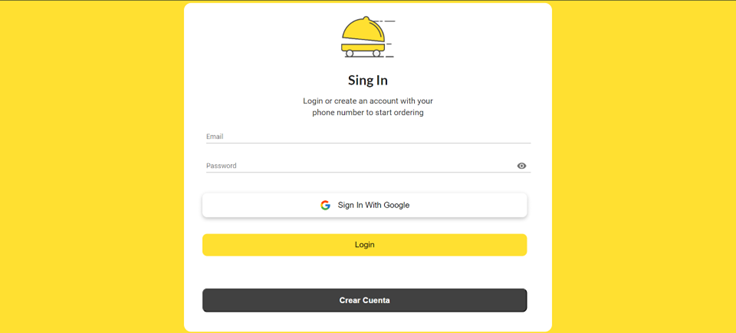 Sing In
Login or create an account with your
phone number to start ordering
Email
Password
Sign In With Google
Login
Crear Cuenta